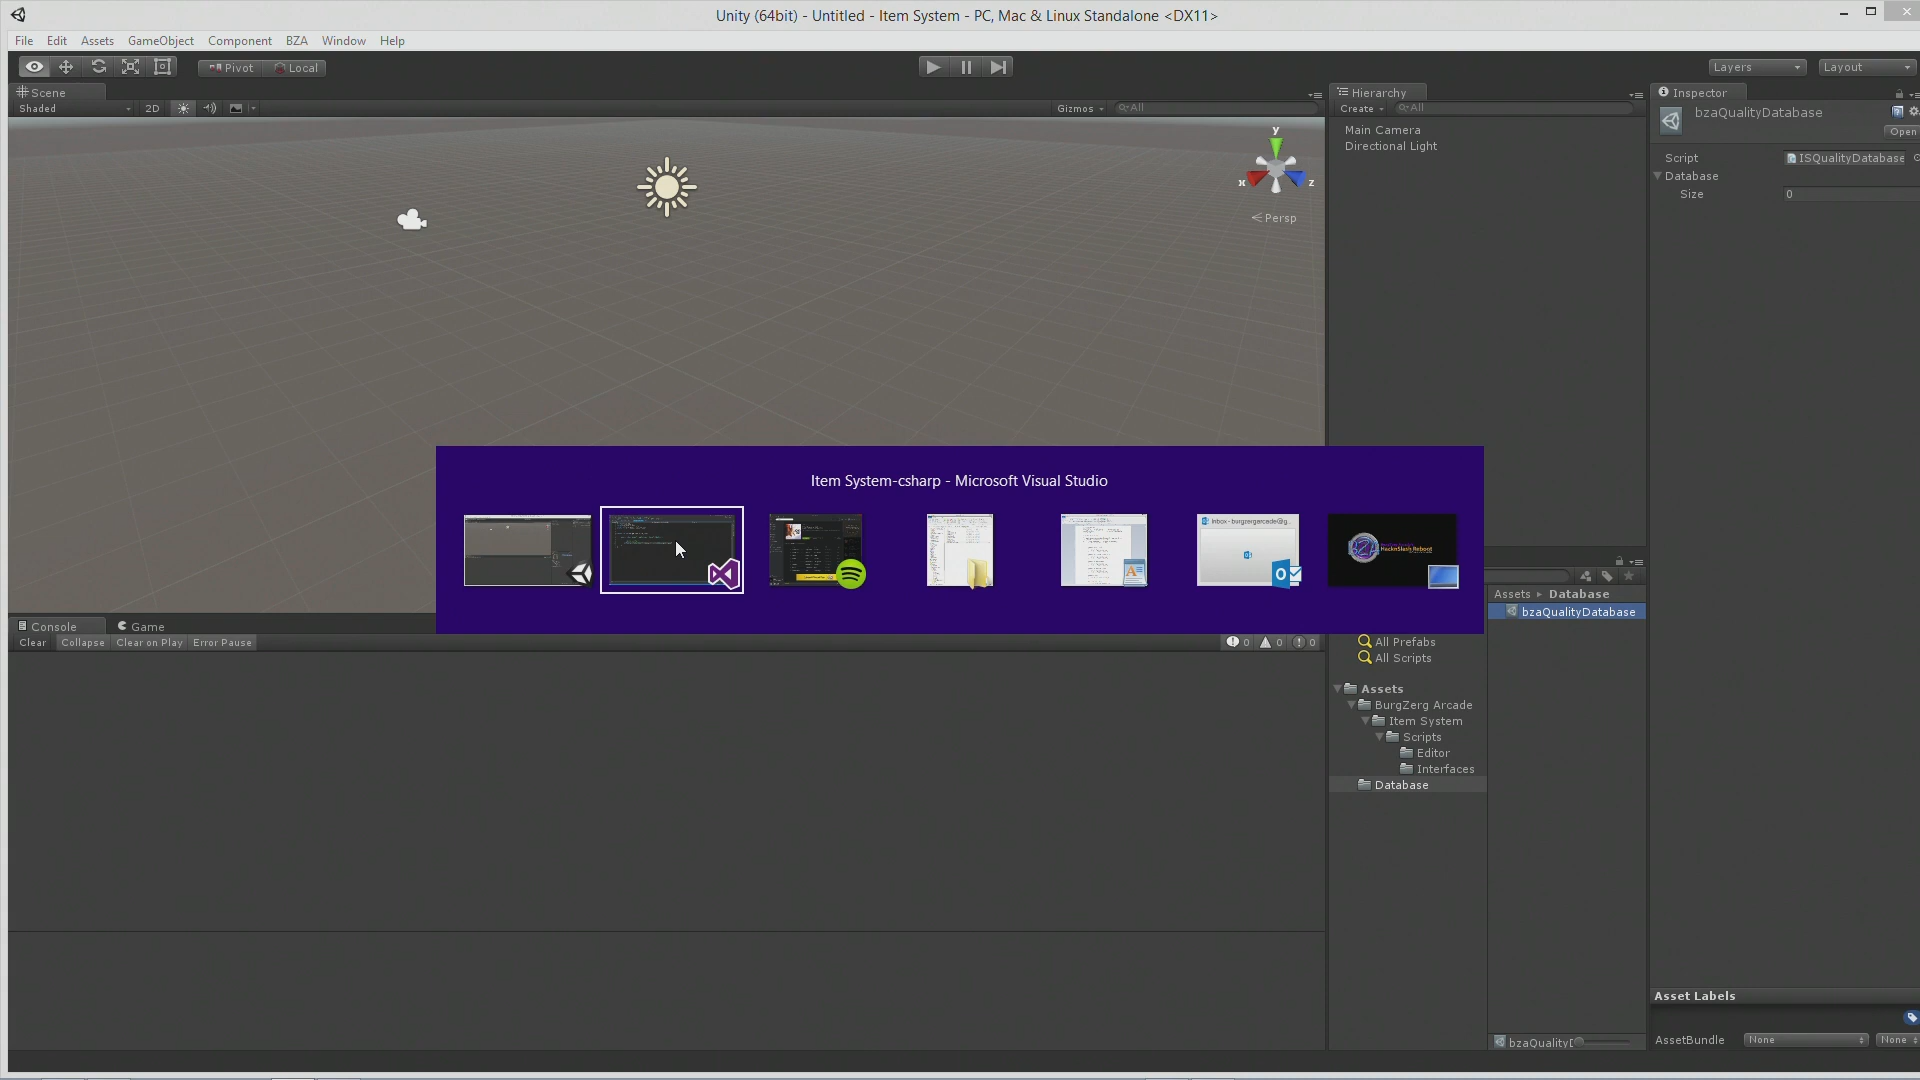 Unity (64bit) - Untitled - Item System - PC, Mac & Linux Standalone <DX11>
File Edit Assets GameObject Component BZA Window Help
Pivot Local
Layers Layout
Scene
Shaded 2D Gizmos All
y
x z
Persp
Hierarchy
Create All
Main Camera
Directional Light
Inspector
bzaQualityDatabase
Open
Script ISQualityDatabase
Database
Size 0
Item System-csharp - Microsoft Visual Studio
Inbox - burgzergarcade@g...
Console Game
Clear Collapse Clear on Play Error Pause 0 0 0
Assets Database
bzaQualityDatabase
All Prefabs
All Scripts
Assets
BurgZerg Arcade
Item System
Scripts
Editor
Interfaces
Database
bzaQualityD
Asset Labels
AssetBundle None None